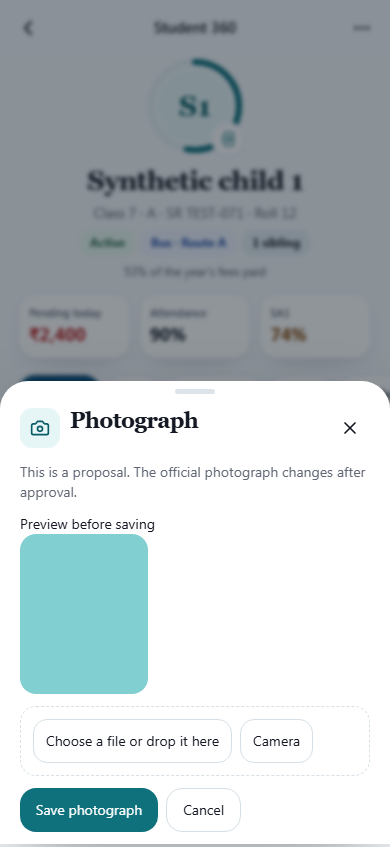 Student 360
S1
Synthetic child 1
Class 7 · A · SR TEST-071 · Roll 12
Active
Bus · Route A
1 sibling
53% of the year's fees paid
Pending today
Attendance
SA1
₹2,400
90%
74%
Photograph
This is a proposal. The official photograph changes after
approval.
Preview before saving
Choose a file or drop it here
Camera
Save photograph
Cancel